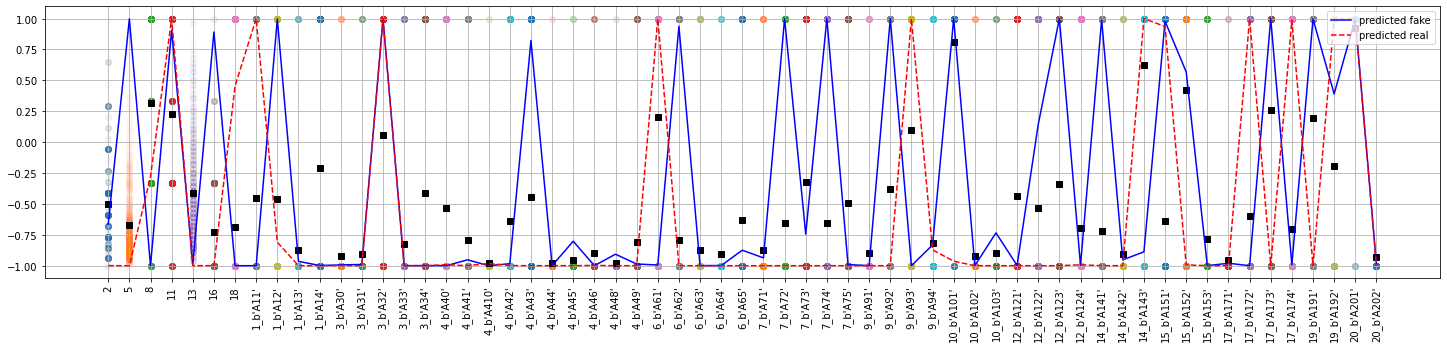 predicted fake
predicted real
1.00
0.75
0.50
0.25
0.00
−0.25
−0.50
−0.75
−1.00
2
5
8
11
13
16
18
1_b'A11'
1_b'A12'
1_b'A13'
1_b'A14'
3_b'A30'
3_b'A31'
3_b'A32'
3_b'A33'
3_b'A34'
4_b'A40'
4_b'A41'
4_b'A410'
4_b'A42'
4_b'A43'
4_b'A44'
4_b'A45'
4_b'A46'
4_b'A48'
4_b'A49'
6_b'A61'
6_b'A62'
6_b'A63'
6_b'A64'
6_b'A65'
7_b'A71'
7_b'A72'
7_b'A73'
7_b'A74'
7_b'A75'
9_b'A91'
9_b'A92'
9_b'A93'
9_b'A94'
10_b'A101'
10_b'A102'
10_b'A103'
12_b'A121'
12_b'A122'
12_b'A123'
12_b'A124'
14_b'A141'
14_b'A142'
14_b'A143'
15_b'A151'
15_b'A152'
15_b'A153'
17_b'A171'
17_b'A172'
17_b'A173'
17_b'A174'
19_b'A191'
19_b'A192'
20_b'A201'
20_b'A202'